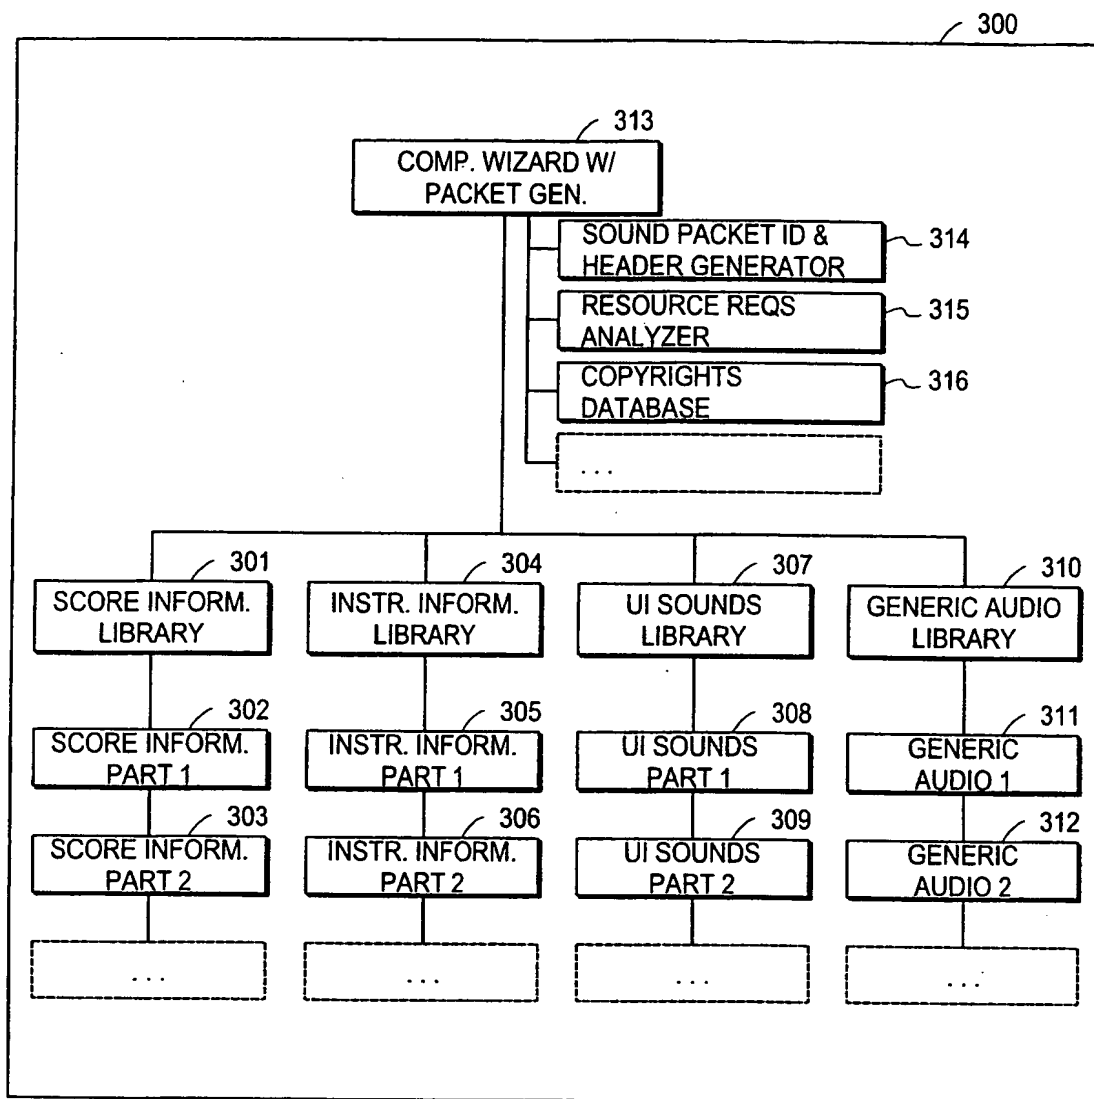 300
313
COMP. WIZARD W/
PACKET GEN.
SOUND PACKET ID &
HEADER GENERATOR
314
RESOURCE REQS
ANALYZER
315
COPYRIGHTS
DATABASE
316
. . .
301
SCORE INFORM.
LIBRARY
304
INSTR. INFORM.
LIBRARY
307
UI SOUNDS
LIBRARY
310
GENERIC AUDIO
LIBRARY
302
SCORE INFORM.
PART 1
305
INSTR. INFORM.
PART 1
308
UI SOUNDS
PART 1
311
GENERIC
AUDIO 1
303
SCORE INFORM.
PART 2
306
INSTR. INFORM.
PART 2
309
UI SOUNDS
PART 2
312
GENERIC
AUDIO 2
. . .
. . .
. . .
. . .